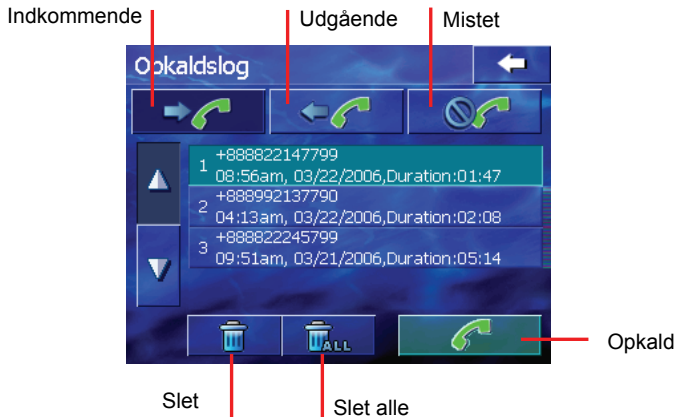 Indkommende
Udgående
Mistet
Opkaldslog
1 +888822147799
08:56am, 03/22/2006,Duration:01:47
2 +888992137790
04:13am, 03/22/2006,Duration:02:08
3 +888822245799
09:51am, 03/21/2006,Duration:05:14
ALL
Opkald
Slet
Slet alle